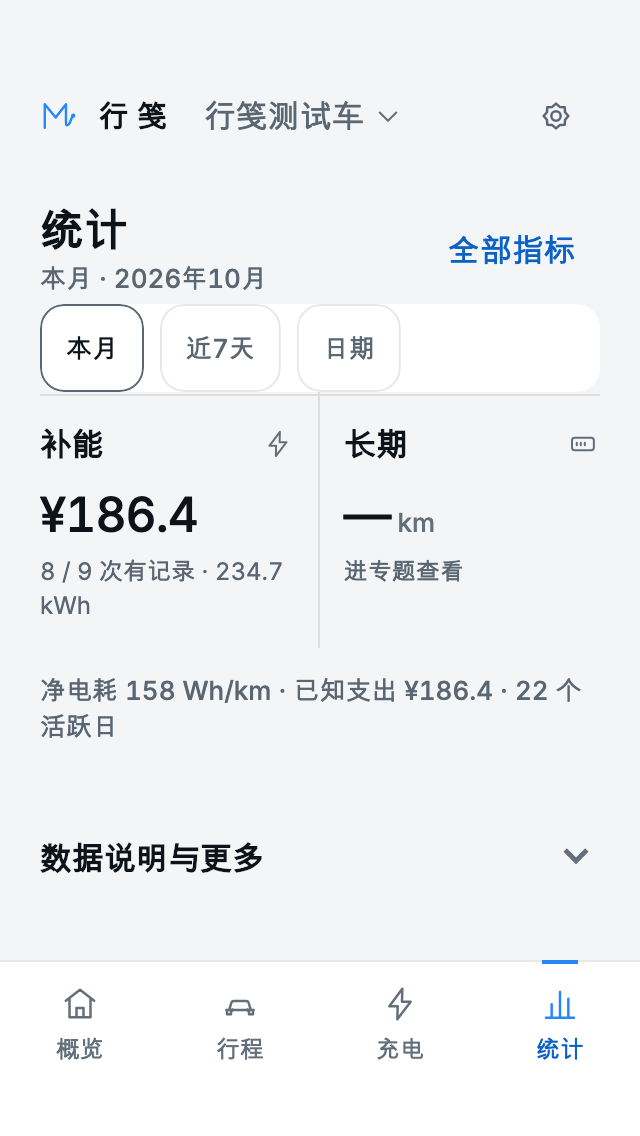 行笺 行笺测试车
统计
本月 · 2026年10月
全部指标
本月 近7天 日期
补能
¥186.4
8 / 9 次有记录 · 234.7
kWh
长期
— km
进专题查看
净电耗 158 Wh/km · 已知支出 ¥186.4 · 22 个
活跃日
数据说明与更多
概览 行程 充电 统计